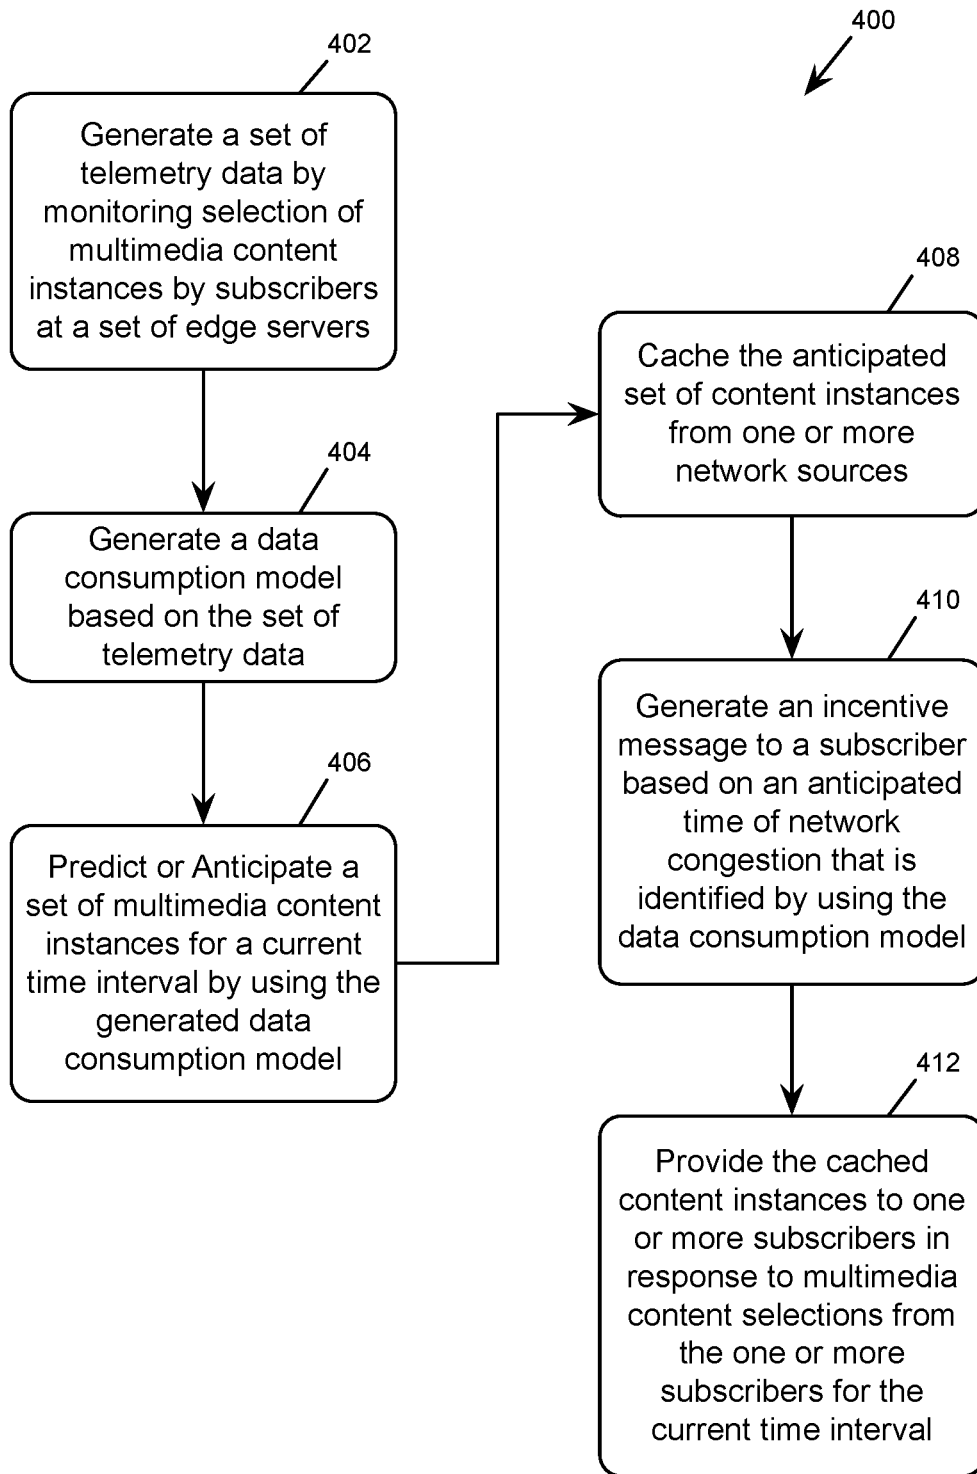 400
402
Generate a set of
telemetry data by
monitoring selection of
multimedia content
instances by subscribers
at a set of edge servers
404
Generate a data
consumption model
based on the set of
telemetry data
406
Predict or Anticipate a
set of multimedia content
instances for a current
time interval by using the
generated data
consumption model
408
Cache the anticipated
set of content instances
from one or more
network sources
410
Generate an incentive
message to a subscriber
based on an anticipated
time of network
congestion that is
identified by using the
data consumption model
412
Provide the cached
content instances to one
or more subscribers in
response to multimedia
content selections from
the one or more
subscribers for the
current time interval